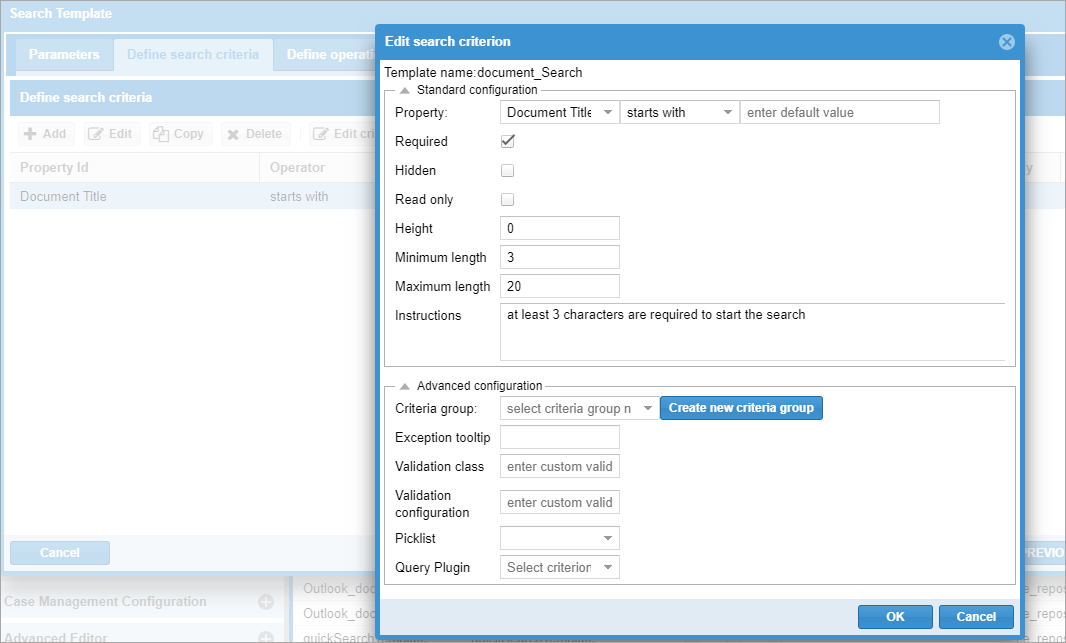 Search Template
Parameters
Define search criteria
Define operati
Define search criteria
Add
Edit
Copy
Delete
Edit cri
Property Id
Operator
y
Document Title
starts with
Cancel
PREVIO
Case Management Configuration
Advanced Editor
Outlook_doc
Outlook_doc
e_repos
e_repos
Edit search criterion
Template name:document_Search
Standard configuration
Property:
Document Title
starts with
enter default value
Required
Hidden
Read only
Height
0
Minimum length
3
Maximum length
20
Instructions
at least 3 characters are required to start the search
Advanced configuration
Criteria group:
select criteria group n
Create new criteria group
Exception tooltip
Validation class
enter custom valid
Validation
configuration
enter custom valid
Picklist
Query Plugin
Select criterion
OK
Cancel